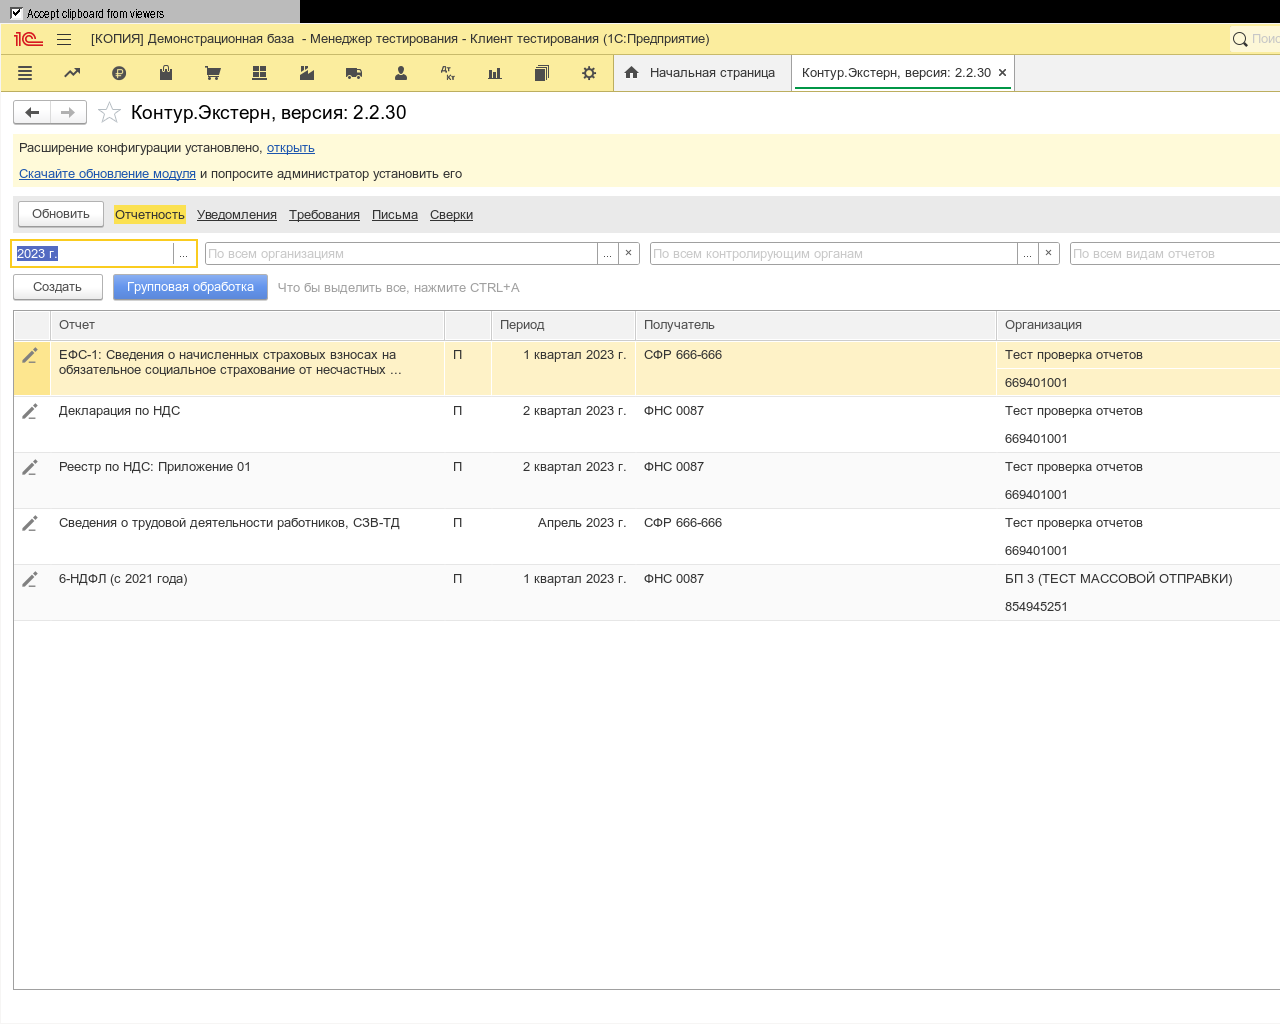 Accept clipboard from viewers
[КОПИЯ] Демонстрационная база - Менеджер тестирования - Клиент тестирования (1С:Предприятие)
Начальная страница
Контур.Экстерн, версия: 2.2.30 ×
Контур.Экстерн, версия: 2.2.30
Расширение конфигурации установлено, открыть
Скачайте обновление модуля и попросите администратор установить его
Обновить Отчетность Уведомления Требования Письма Сверки
2023 г. ... По всем организациям ... × По всем контролирующим органам ... × По всем видам отчетов
Создать Групповая обработка Что бы выделить все, нажмите CTRL+A
Отчет Период Получатель Организация
ЕФС-1: Сведения о начисленных страховых взносах на П 1 квартал 2023 г. СФР 666-666 Тест проверка отчетов
обязательное социальное страхование от несчастных ...
669401001
Декларация по НДС П 2 квартал 2023 г. ФНС 0087 Тест проверка отчетов
669401001
Реестр по НДС: Приложение 01 П 2 квартал 2023 г. ФНС 0087 Тест проверка отчетов
669401001
Сведения о трудовой деятельности работников, СЗВ-ТД П Апрель 2023 г. СФР 666-666 Тест проверка отчетов
669401001
6-НДФЛ (с 2021 года) П 1 квартал 2023 г. ФНС 0087 БП 3 (ТЕСТ МАССОВОЙ ОТПРАВКИ)
854945251